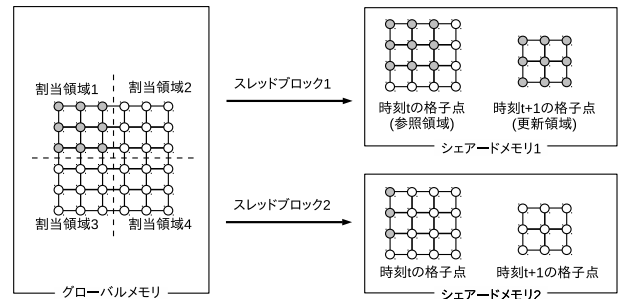 割当領域1
割当領域2
割当領域3
割当領域4
グローバルメモリ
スレッドブロック1
スレッドブロック2
時刻tの格子点
(参照領域)
時刻t+1の格子点
(更新領域)
シェアードメモリ1
時刻tの格子点
時刻t+1の格子点
シェアードメモリ2